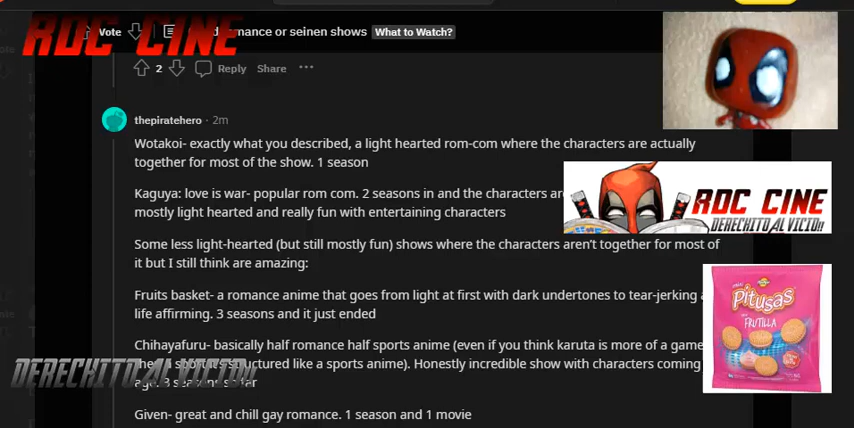 RDC CINE
Vote
romance or seinen shows What to Watch?
2 Reply Share ...
thepiratehero · 2m
Wotakoi- exactly what you described, a light hearted rom-com where the characters are actually
together for most of the show. 1 season
Kaguya: love is war- popular rom com. 2 seasons in and the characters
mostly light hearted and really fun with entertaining characters
RDC CINE
DERECHITO AL VICIO!!
Some less light-hearted (but still mostly fun) shows where the characters aren't together for most of
it but I still think are amazing:
Pitusas
FRUTILLA
Fruits basket- a romance anime that goes from light at first with dark undertones to tear-jerking
life affirming. 3 seasons and it just ended
Chihayafuru- basically half romance half sports anime (even if you think karuta is more of a game
structured like a sports anime). Honestly incredible show with characters coming
DERECHITO AL VICIO
age. 3 seasons so far
Given- great and chill gay romance. 1 season and 1 movie